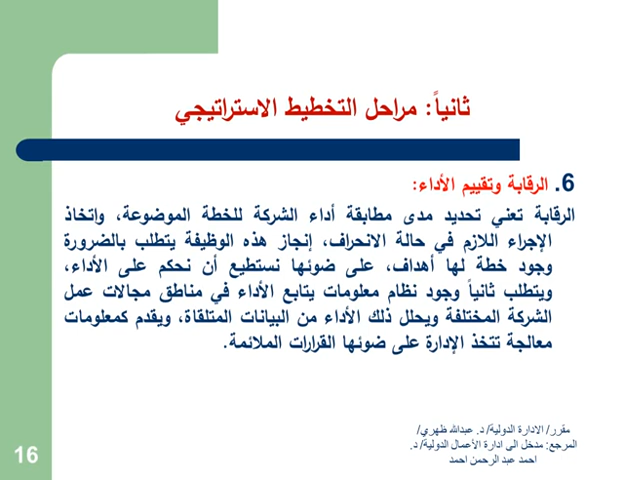 ثانياً: مراحل التخطيط الاستراتيجي
6. الرقابة وتقييم الأداء:
الرقابة تعني تحديد مدى مطابقة أداء الشركة للخطة الموضوعة، واتخاذ
الإجراء اللازم في حالة الانحراف، إنجاز هذه الوظيفة يتطلب بالضرورة
وجود خطة لها أهداف، على ضوئها نستطيع أن نحكم على الأداء،
ويتطلب ثانياً وجود نظام معلومات يتابع الأداء في مناطق مجالات عمل
الشركة المختلفة ويحلل ذلك الأداء من البيانات المتلقاة، ويقدم كمعلومات
معالجة تتخذ الإدارة على ضوئها القرارات الملائمة.
مقرر/ الادارة الدولية/ د. عبدالله ظهري/
المرجع: مدخل الى ادارة الأعمال الدولية/ د.
احمد عبد الرحمن احمد
16